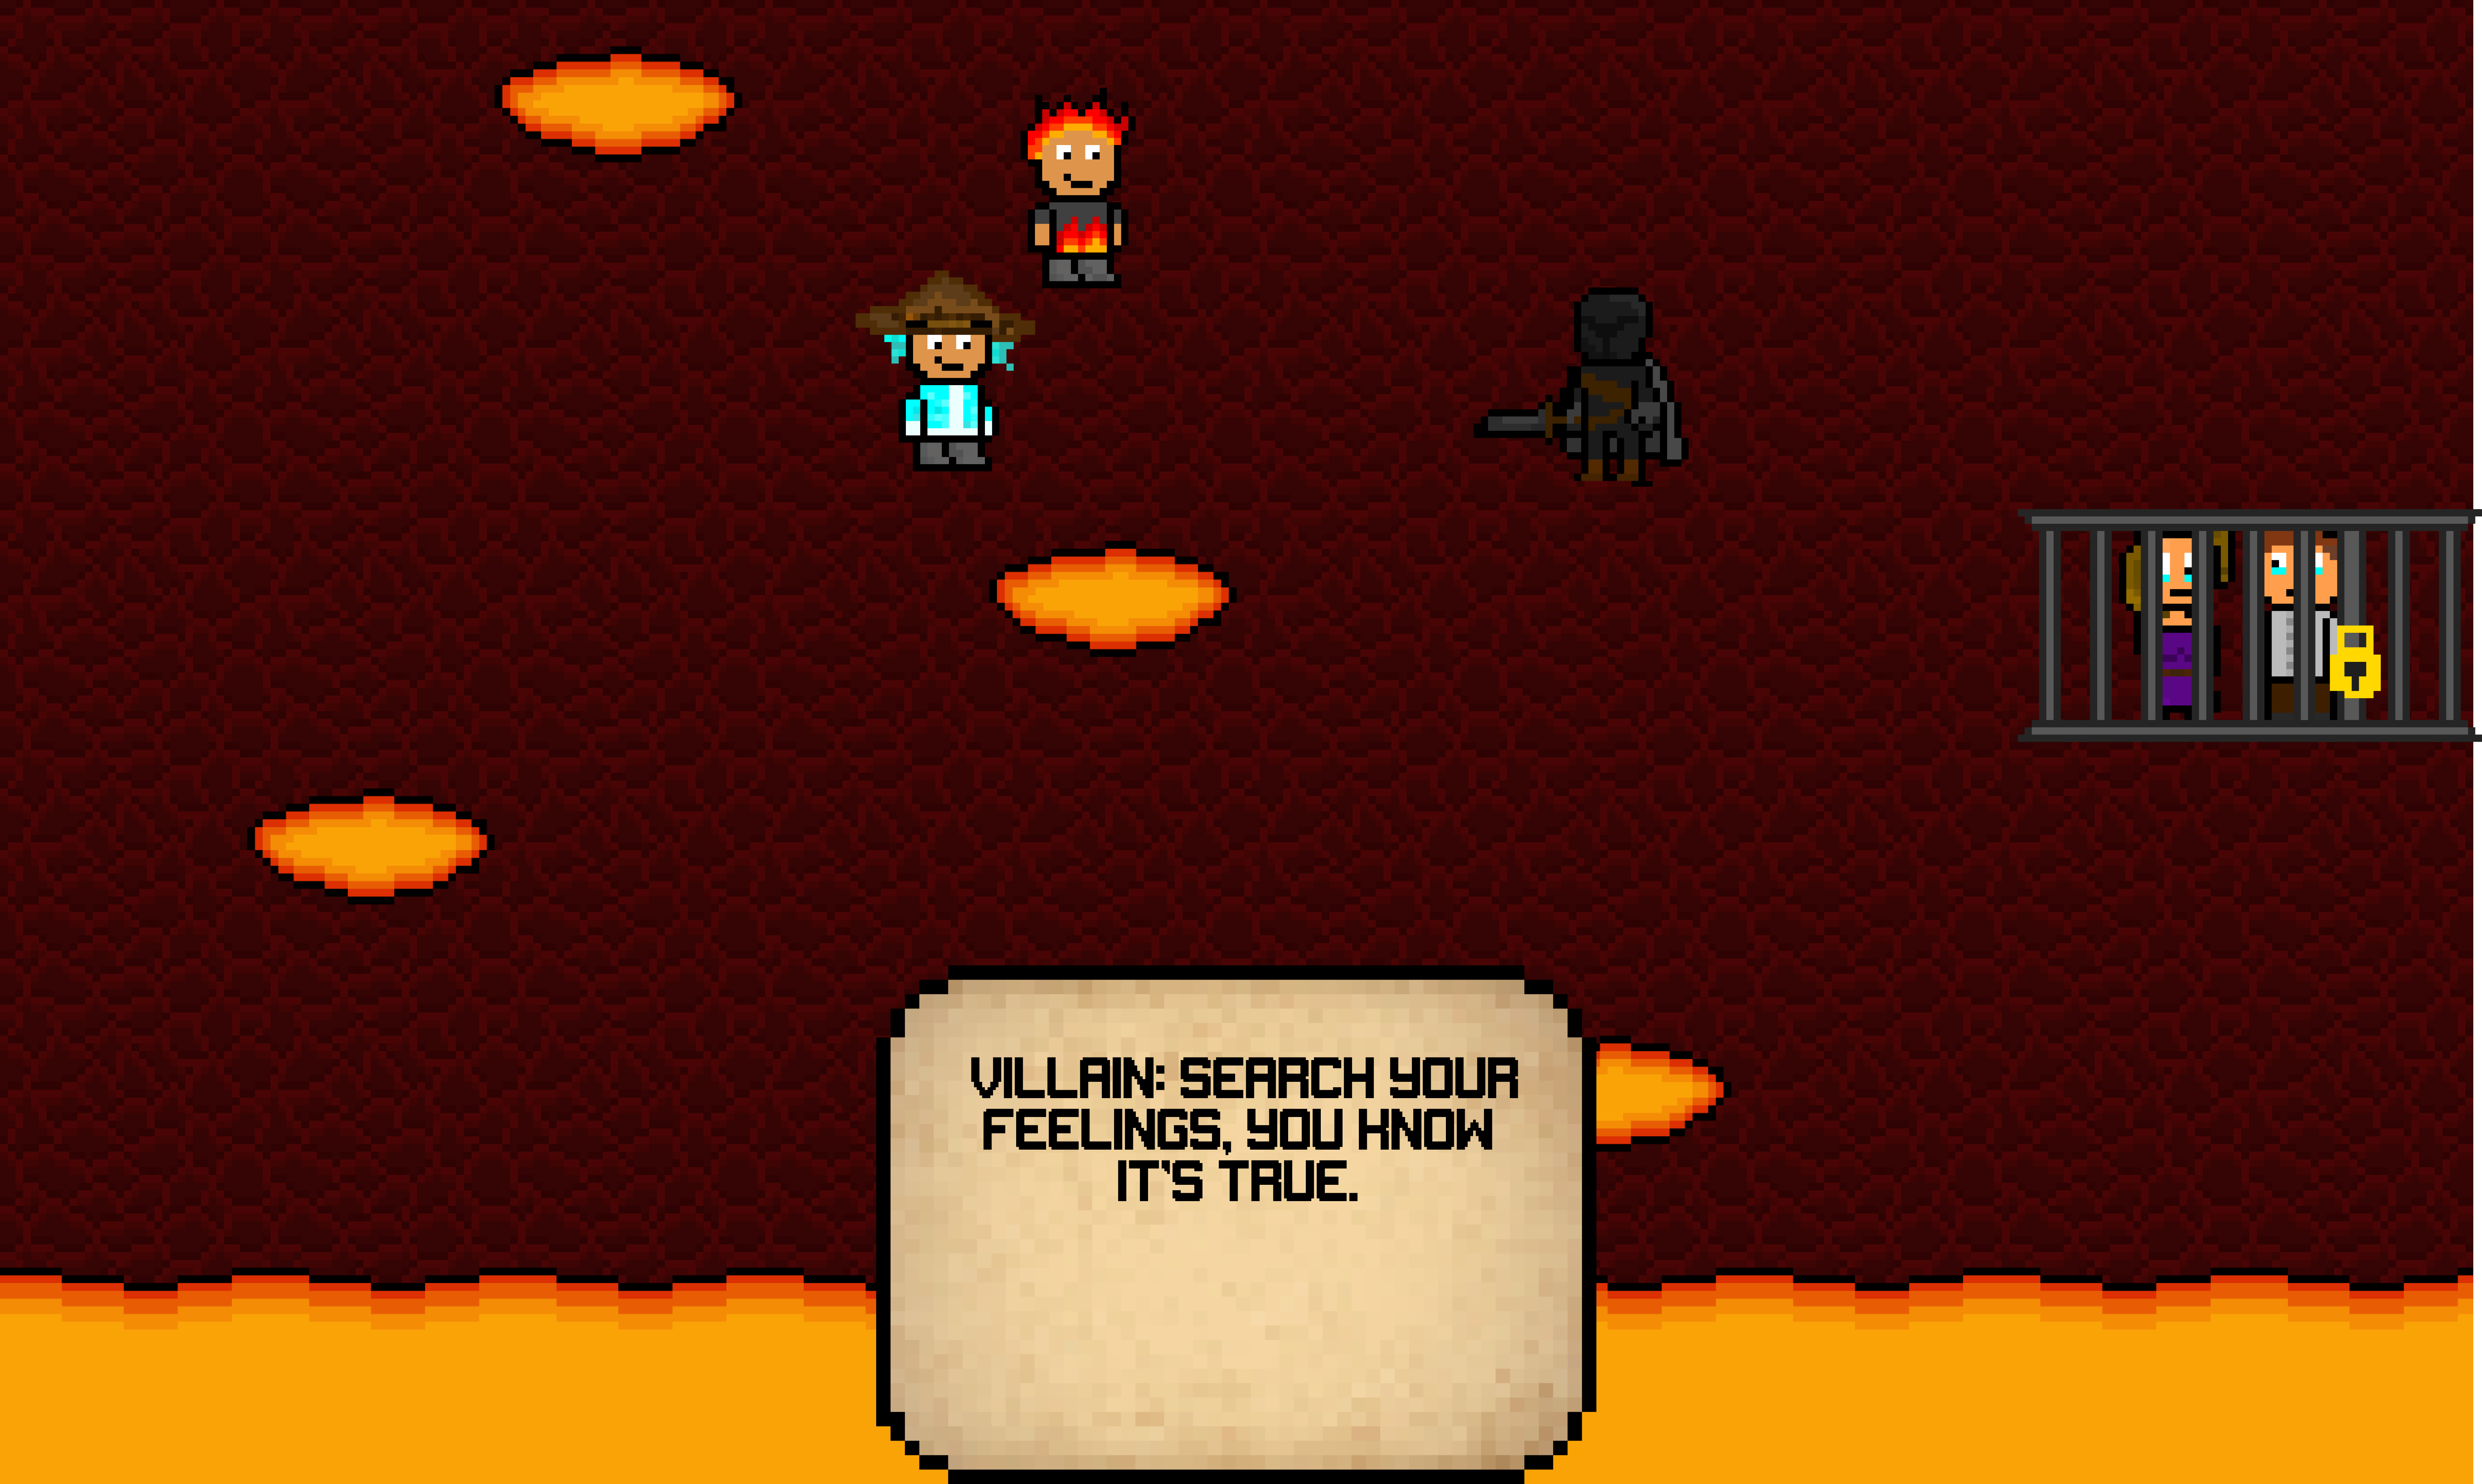 VILLAIN: SEARCH YOUR
FEELINGS, YOU KNOW
IT'S TRUE.